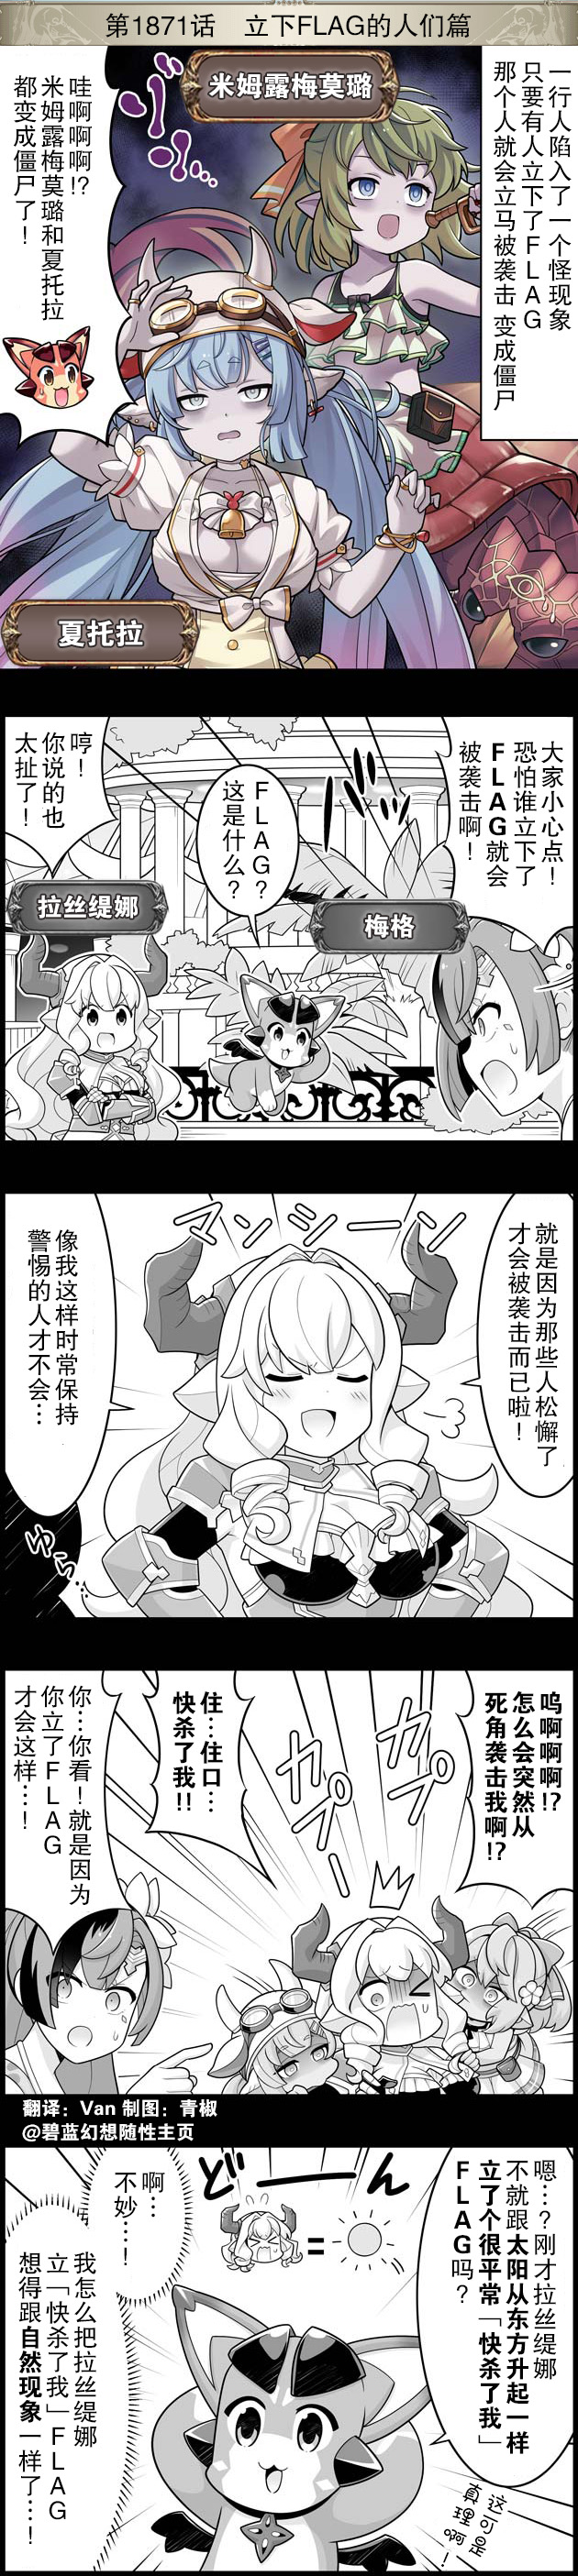 第1871话　立下FLAG的人们篇
一行人陷入了一个怪现象
只要有人立下了FLAG
那个人就会立马被袭击 变成僵尸
米姆露梅莫璐
哇啊啊啊!?
米姆露梅莫璐和夏托拉
都变成僵尸了！
夏托拉
大家小心点！
恐怕谁立下了
FLAG就会
被袭击啊！
梅格
FLAG？
这是什么？
哼！
你说的也
太扯了！
拉丝缇娜
就是因为那些人松懈了
才会被袭击而已啦！
マンシーン
像我这样时常保持
警惕的人才不会…
ゆら…
呜啊啊啊!?
怎么会突然从
死角袭击我啊!?
カプ
カプー
住…住口…
快杀了我!!
你…你看！就是因为
你立了FLAG
才会这样…！
翻译：Van 制图：青椒
@碧蓝幻想随性主页
嗯…？刚才拉丝缇娜
不就跟太阳从东方升起一样
立了个很平常「快杀了我」
FLAG吗？
どーん
=
这可是
真理啊！
啊…
不妙…！
我怎么把拉丝缇娜
立「快杀了我」FLAG
想得跟自然现象一样了…！